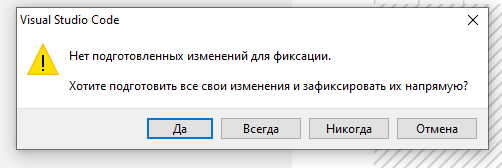 Visual Studio Code
Нет подготовленных изменений для фиксации.
Хотите подготовить все свои изменения и зафиксировать их напрямую?
Да
Всегда
Никогда
Отмена